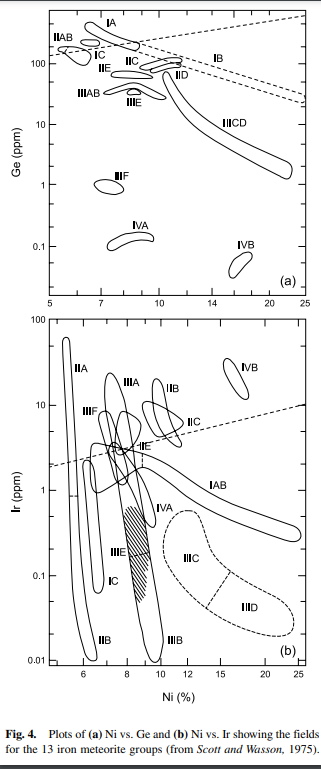 IA
IIAB
IC
IIC
IB
IIE
IID
IIIAB
IIIE
IIICD
IIIF
IVA
IVB
100
10
1
0.1
Ge (ppm)
(a)
5 7 10 14 20 25
100
10
1
0.1
0.01
Ir (ppm)
IIA
IIIA
IIB
IVB
IIIF
IIC
IIE
IAB
IVA
IIIE
IIIC
IC
IIID
IIB
IIIB
(b)
6 8 10 12 15 20 25
Ni (%)
Fig. 4. Plots of (a) Ni vs. Ge and (b) Ni vs. Ir showing the fields
for the 13 iron meteorite groups (from Scott and Wasson, 1975).